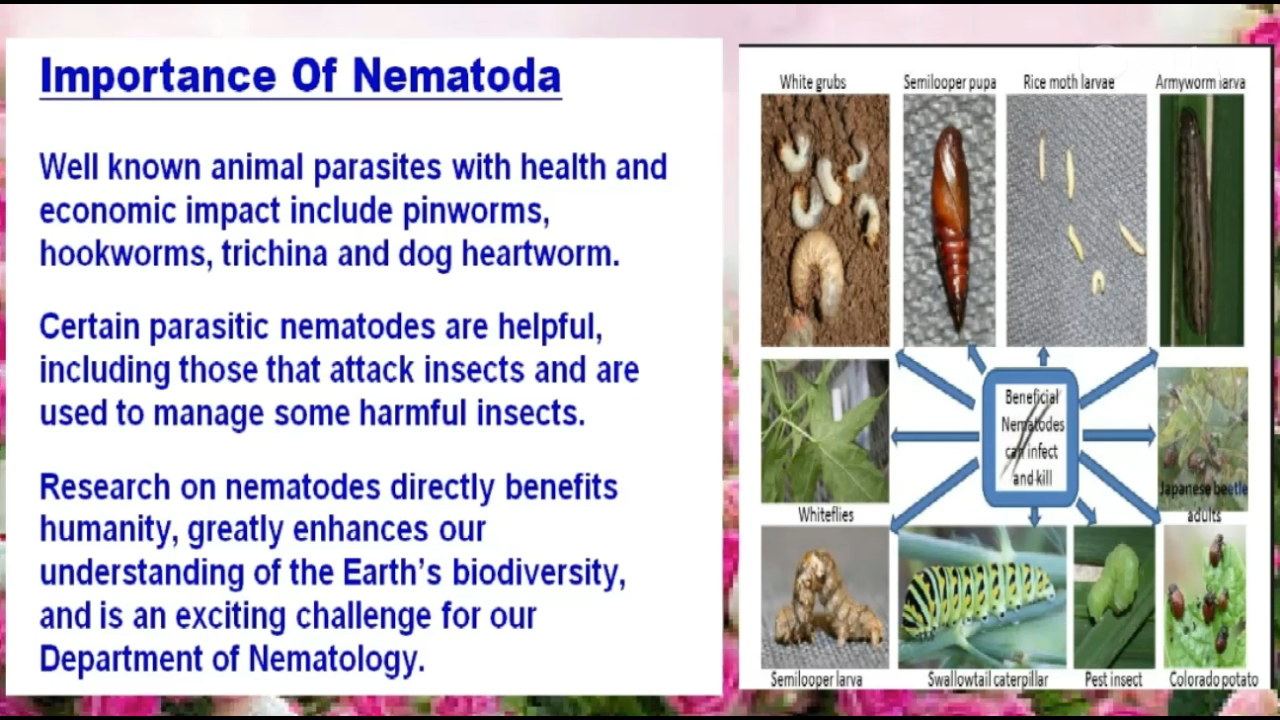 Importance Of Nematoda
Well known animal parasites with health and
economic impact include pinworms,
hookworms, trichina and dog heartworm.
Certain parasitic nematodes are helpful,
including those that attack insects and are
used to manage some harmful insects.
Research on nematodes directly benefits
humanity, greatly enhances our
understanding of the Earth's biodiversity,
and is an exciting challenge for our
Department of Nematology.
White grubs
Semilooper pupa
Rice moth larvae
Armyworm larva
Beneficial
Nematodes
can infect
and kill
Whiteflies
Japanese beetle
adults
Semilooper larva
Swallowtail caterpillar
Pest insect
Colorado potato